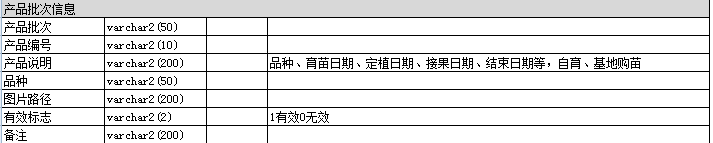 产品批次信息
产品批次 varchar2(50)
产品编号 varchar2(10)
产品说明 varchar2(200) 品种、育苗日期、定植日期、接果日期、结束日期等，自育、基地购苗
品种 varchar2(50)
图片路径 varchar2(200)
有效标志 varchar2(2) 1有效0无效
备注 varchar2(200)